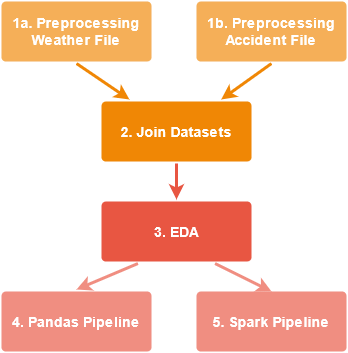 1a. Preprocessing
Weather File
1b. Preprocessing
Accident File
2. Join Datasets
3. EDA
4. Pandas Pipeline
5. Spark Pipeline